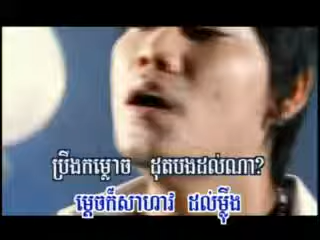 ប្រឹងកម្លោច ដុតបងដល់ណា?
ម្ដេចក៏សាហាវ ដល់ម្ល៉ឹង